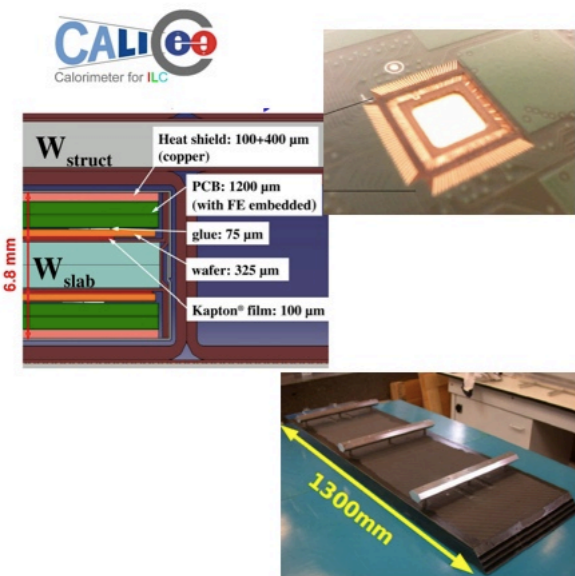 CALICE
Calorimeter for ILC
W struct
Heat shield: 100+400 µm
(copper)
PCB: 1200 µm
(with FE embedded)
glue: 75 µm
wafer: 325 µm
W slab
Kapton® film: 100 µm
6.8 mm
1300mm